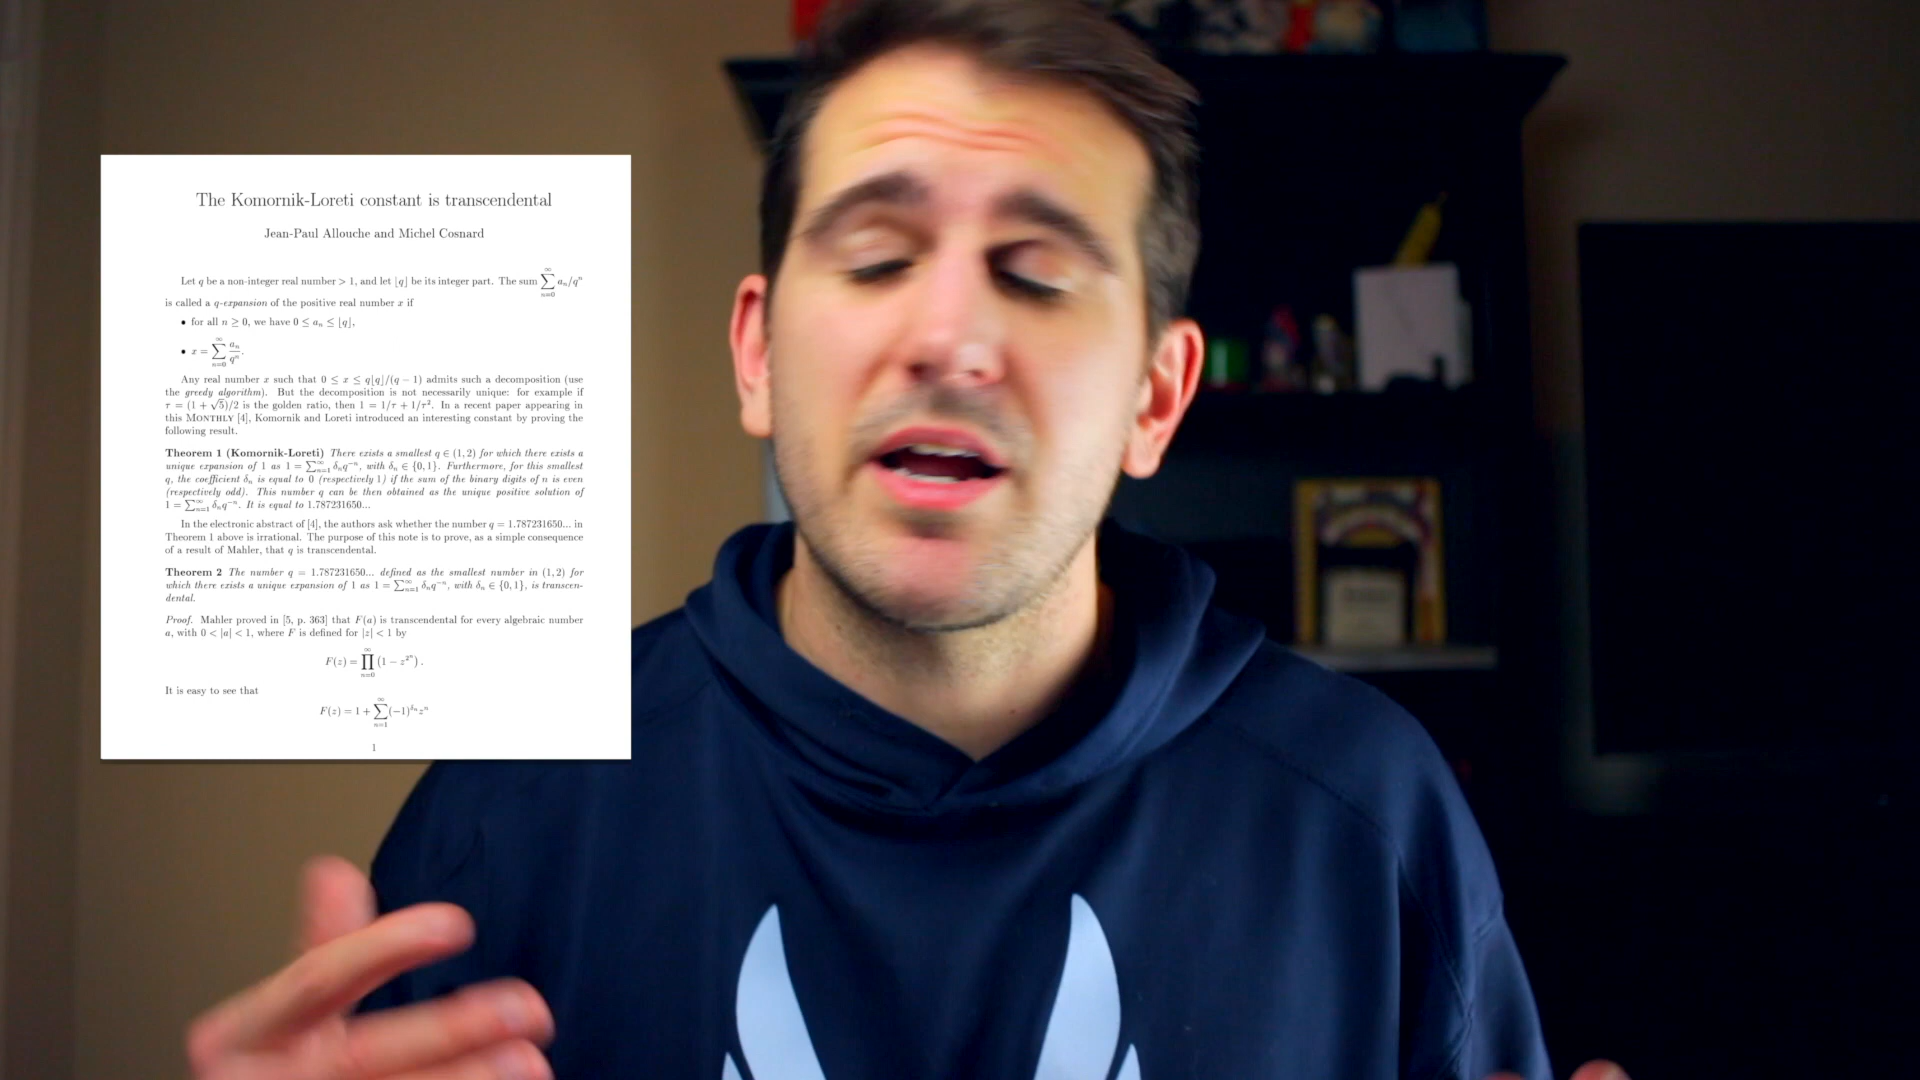 The Komornik-Loreti constant is transcendental
Jean-Paul Allouche and Michel Cosnard
Let q be a non-integer real number > 1, and let ⌊q⌋ be its integer part. The sum ∑_{n=0}^{∞} a_n/q^n
is called a q-expansion of the positive real number x if
• for all n ≥ 0, we have 0 ≤ a_n ≤ ⌊q⌋,
• x = ∑_{n=0}^{∞} a_n/q^n.
Any real number x such that 0 ≤ x ≤ q⌊q⌋/(q − 1) admits such a decomposition (use
the greedy algorithm). But the decomposition is not necessarily unique: for example if
τ = (1 + √5)/2 is the golden ratio, then 1 = 1/τ + 1/τ². In a recent paper appearing in
this MONTHLY [4], Komornik and Loreti introduced an interesting constant by proving the
following result.
Theorem 1 (Komornik-Loreti) There exists a smallest q ∈ (1, 2) for which there exists a
unique expansion of 1 as 1 = ∑_{n=1}^{∞} δ_n q^{−n}, with δ_n ∈ {0, 1}. Furthermore, for this smallest
q, the coefficient δ_n is equal to 0 (respectively 1) if the sum of the binary digits of n is even
(respectively odd). This number q can be then obtained as the unique positive solution of
1 = ∑_{n=1}^{∞} δ_n q^{−n}. It is equal to 1.787231650...
In the electronic abstract of [4], the authors ask whether the number q = 1.787231650... in
Theorem 1 above is irrational. The purpose of this note is to prove, as a simple consequence
of a result of Mahler, that q is transcendental.
Theorem 2 The number q = 1.787231650... defined as the smallest number in (1, 2) for
which there exists a unique expansion of 1 as 1 = ∑_{n=1}^{∞} δ_n q^{−n}, with δ_n ∈ {0, 1}, is transcen-
dental.
Proof. Mahler proved in [5, p. 363] that F(a) is transcendental for every algebraic number
a, with 0 < |a| < 1, where F is defined for |z| < 1 by
F(z) = ∏_{n=0}^{∞} (1 − z^{2^n}).
It is easy to see that
F(z) = 1 + ∑_{n=1}^{∞} (−1)^{δ_n} z^n
1